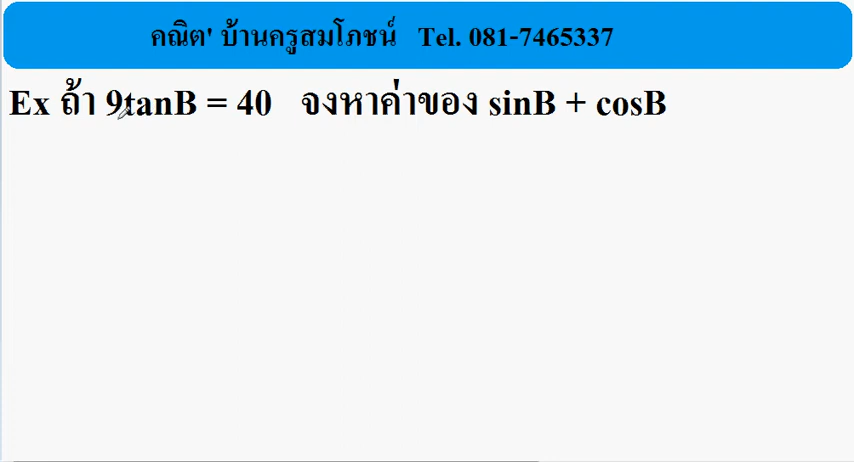 คณิต' บ้านครูสมโภชน์ Tel. 081-7465337
Ex ถ้า 9tanB = 40 จงหาค่าของ sinB + cosB